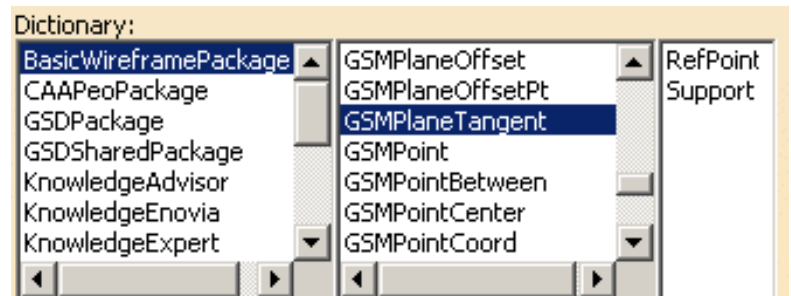 Dictionary:
BasicWireframePackage
CAAPeoPackage
GSDPackage
GSDSharedPackage
KnowledgeAdvisor
KnowledgeEnovia
KnowledgeExpert
GSMPlaneOffset
GSMPlaneOffsetPt
GSMPlaneTangent
GSMPoint
GSMPointBetween
GSMPointCenter
GSMPointCoord
RefPoint
Support